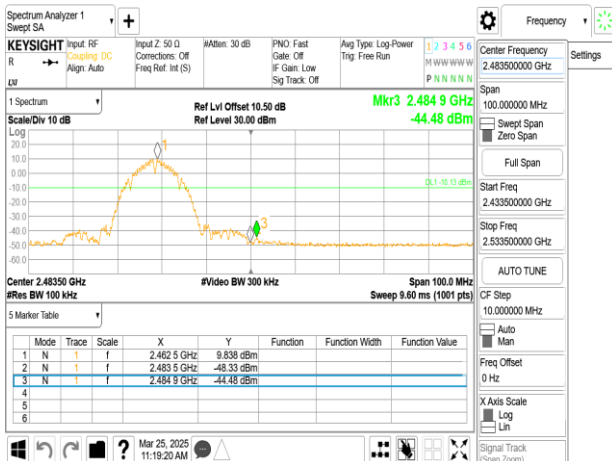 Spectrum Analyzer 1
Swept SA
▼
+
Frequency
KEYSIGHT
R
Input: RF
Coupling: DC
Align: Auto
Input Z: 50 Ω
Corrections: Off
Freq Ref: Int (S)
#Atten: 30 dB
PNO: Fast
Gate: Off
IF Gain: Low
Sig Track: Off
Avg Type: Log-Power
Trig: Free Run
1 2 3 4 5 6
M W W W W W
P N N N N N
LXI
1 Spectrum
Scale/Div 10 dB
Log
Ref Lvl Offset 10.50 dB
Ref Level 30.00 dBm
Mkr3 2.484 9 GHz
-44.48 dBm
20.0
10.0
0.00
-10.0
-20.0
-30.0
-40.0
-50.0
-60.0
1
3
DL1 -10.13 dBm
Center 2.48350 GHz
#Res BW 100 kHz
#Video BW 300 kHz
Span 100.0 MHz
Sweep 9.60 ms (1001 pts)
5 Marker Table
Mode Trace Scale X Y Function Function Width Function Value
1 N 1 f 2.462 5 GHz 9.838 dBm
2 N 1 f 2.483 5 GHz -48.33 dBm
3 N 1 f 2.484 9 GHz -44.48 dBm
4
5
6
?
Mar 25, 2025
11:19:20 AM
Center Frequency
2.483500000 GHz
Settings
Span
100.000000 MHz
Swept Span
Zero Span
Full Span
Start Freq
2.433500000 GHz
Stop Freq
2.533500000 GHz
AUTO TUNE
CF Step
10.000000 MHz
Auto
Man
Freq Offset
0 Hz
X Axis Scale
Log
Lin
Signal Track
(Span Zoom)